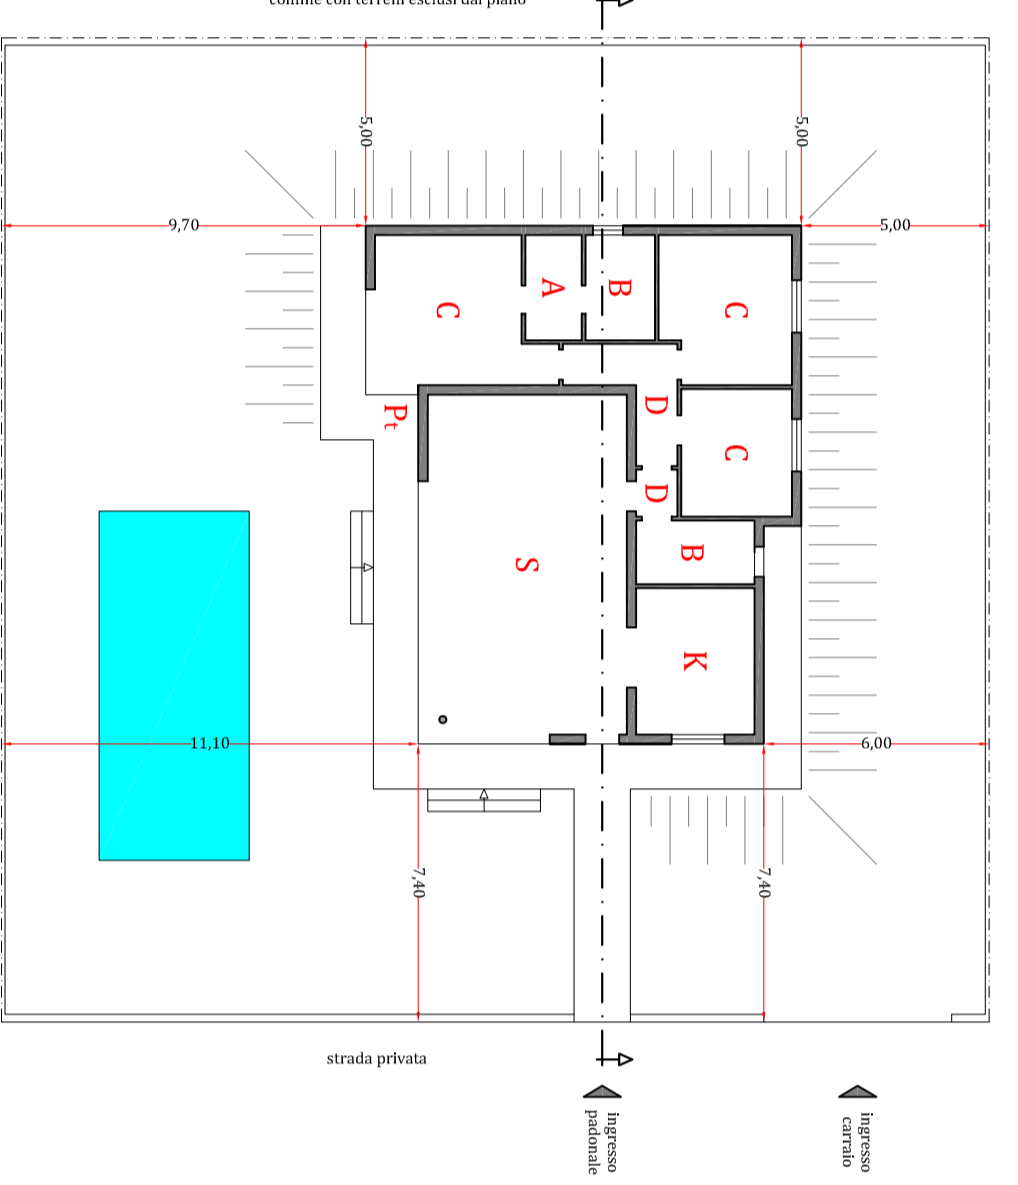 confine con terreni esclusi dal piano
5,00
5,00
9,70
5,00
C
A
B
C
Pt
D
C
D
S
B
K
11,10
6,00
7,40
7,40
strada privata
ingresso
padonale
ingresso
carraio